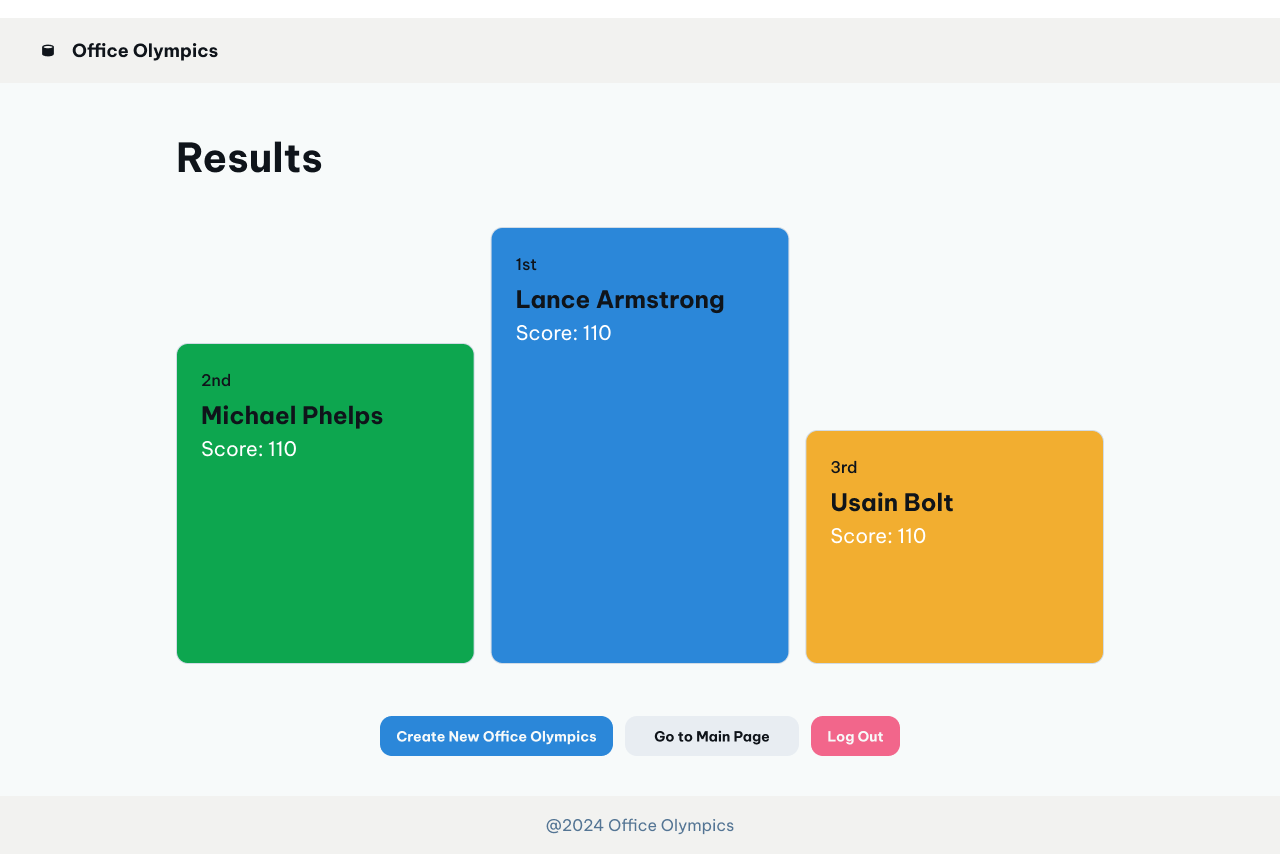 Office Olympics
Results
1st
Lance Armstrong
Score: 110
2nd
Michael Phelps
Score: 110
3rd
Usain Bolt
Score: 110
Create New Office Olympics
Go to Main Page
Log Out
@2024 Office Olympics